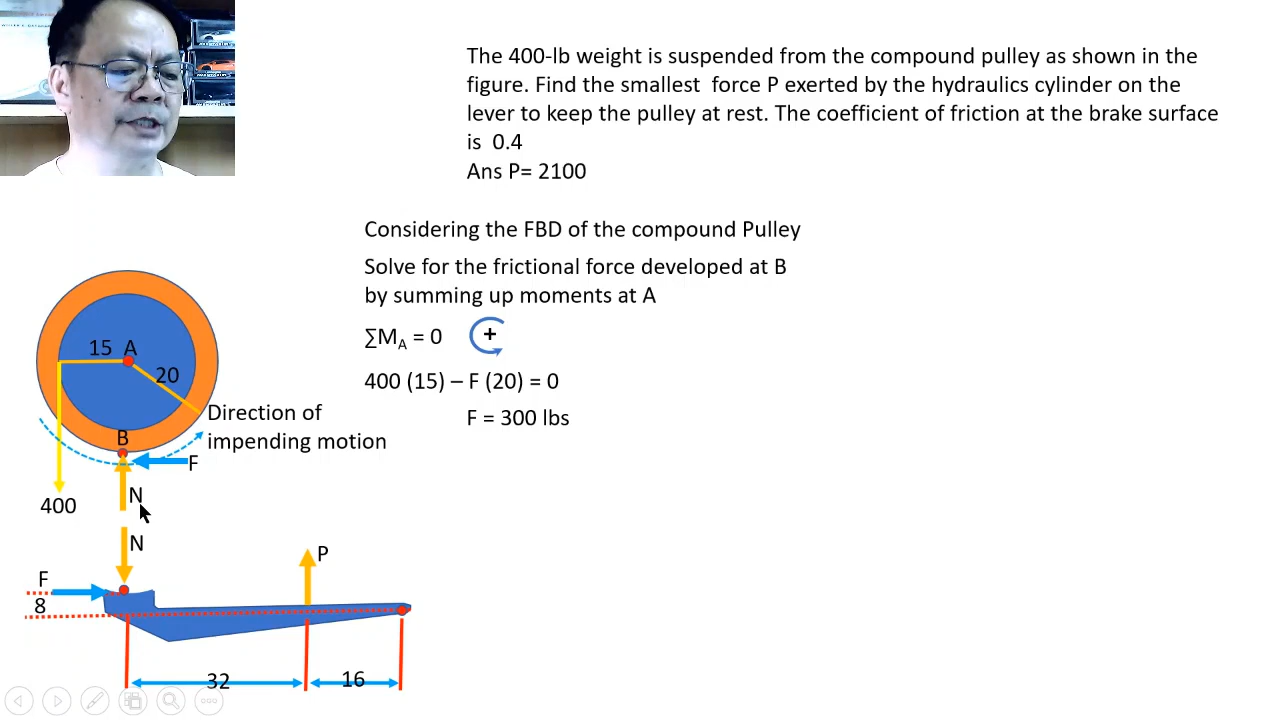 The 400-lb weight is suspended from the compound pulley as shown in the
figure. Find the smallest force P exerted by the hydraulics cylinder on the
lever to keep the pulley at rest. The coefficient of friction at the brake surface
is 0.4
Ans P= 2100
Considering the FBD of the compound Pulley
Solve for the frictional force developed at B
by summing up moments at A
∑M_A = 0 +
400 (15) – F (20) = 0
F = 300 lbs
15 A
20
Direction of
impending motion
B
F
N
400
N
P
F
8
32
16